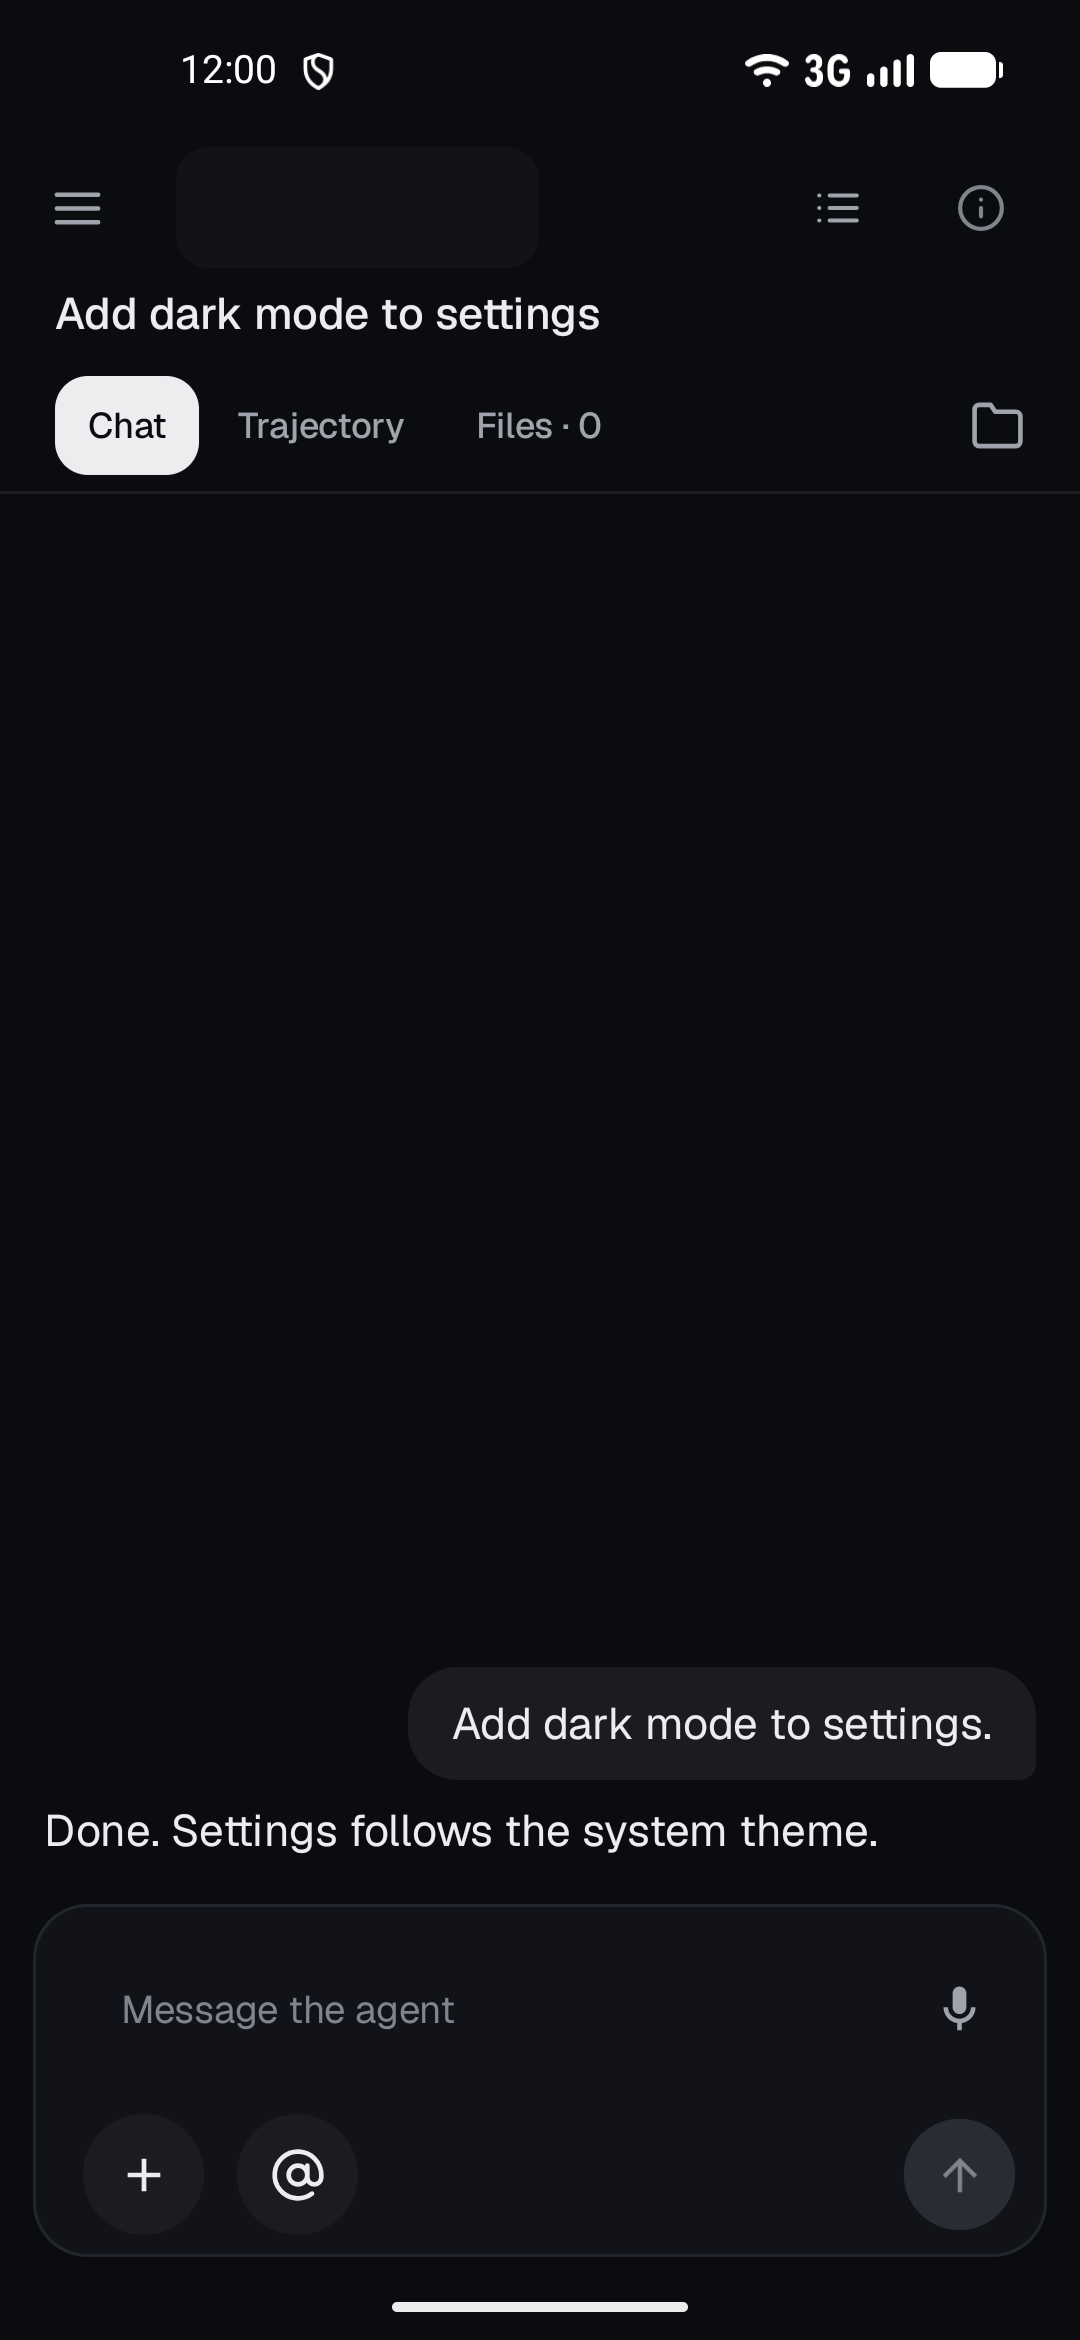 12:00 3G
Add dark mode to settings
Chat Trajectory Files · 0
Add dark mode to settings.
Done. Settings follows the system theme.
Message the agent